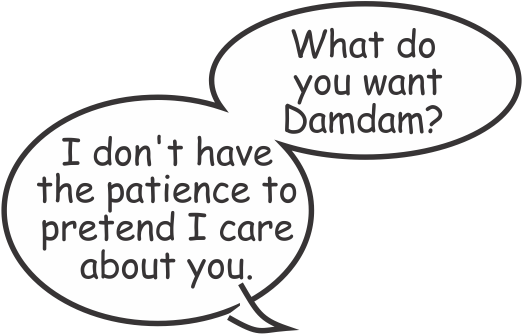 What do
you want
Damdam?
I don't have
the patience to
pretend I care
about you.